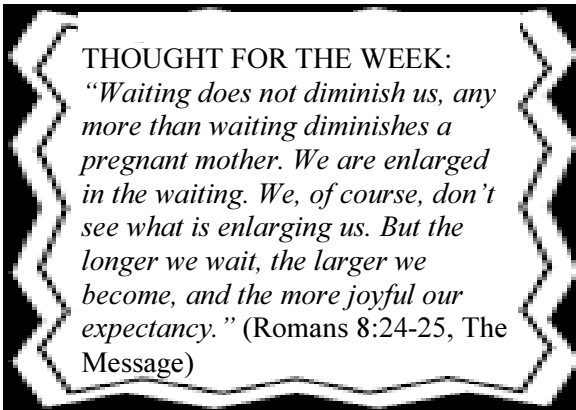 THOUGHT FOR THE WEEK:
“Waiting does not diminish us, any
more than waiting diminishes a
pregnant mother. We are enlarged
in the waiting. We, of course, don’t
see what is enlarging us. But the
longer we wait, the larger we
become, and the more joyful our
expectancy.” (Romans 8:24-25, The
Message)